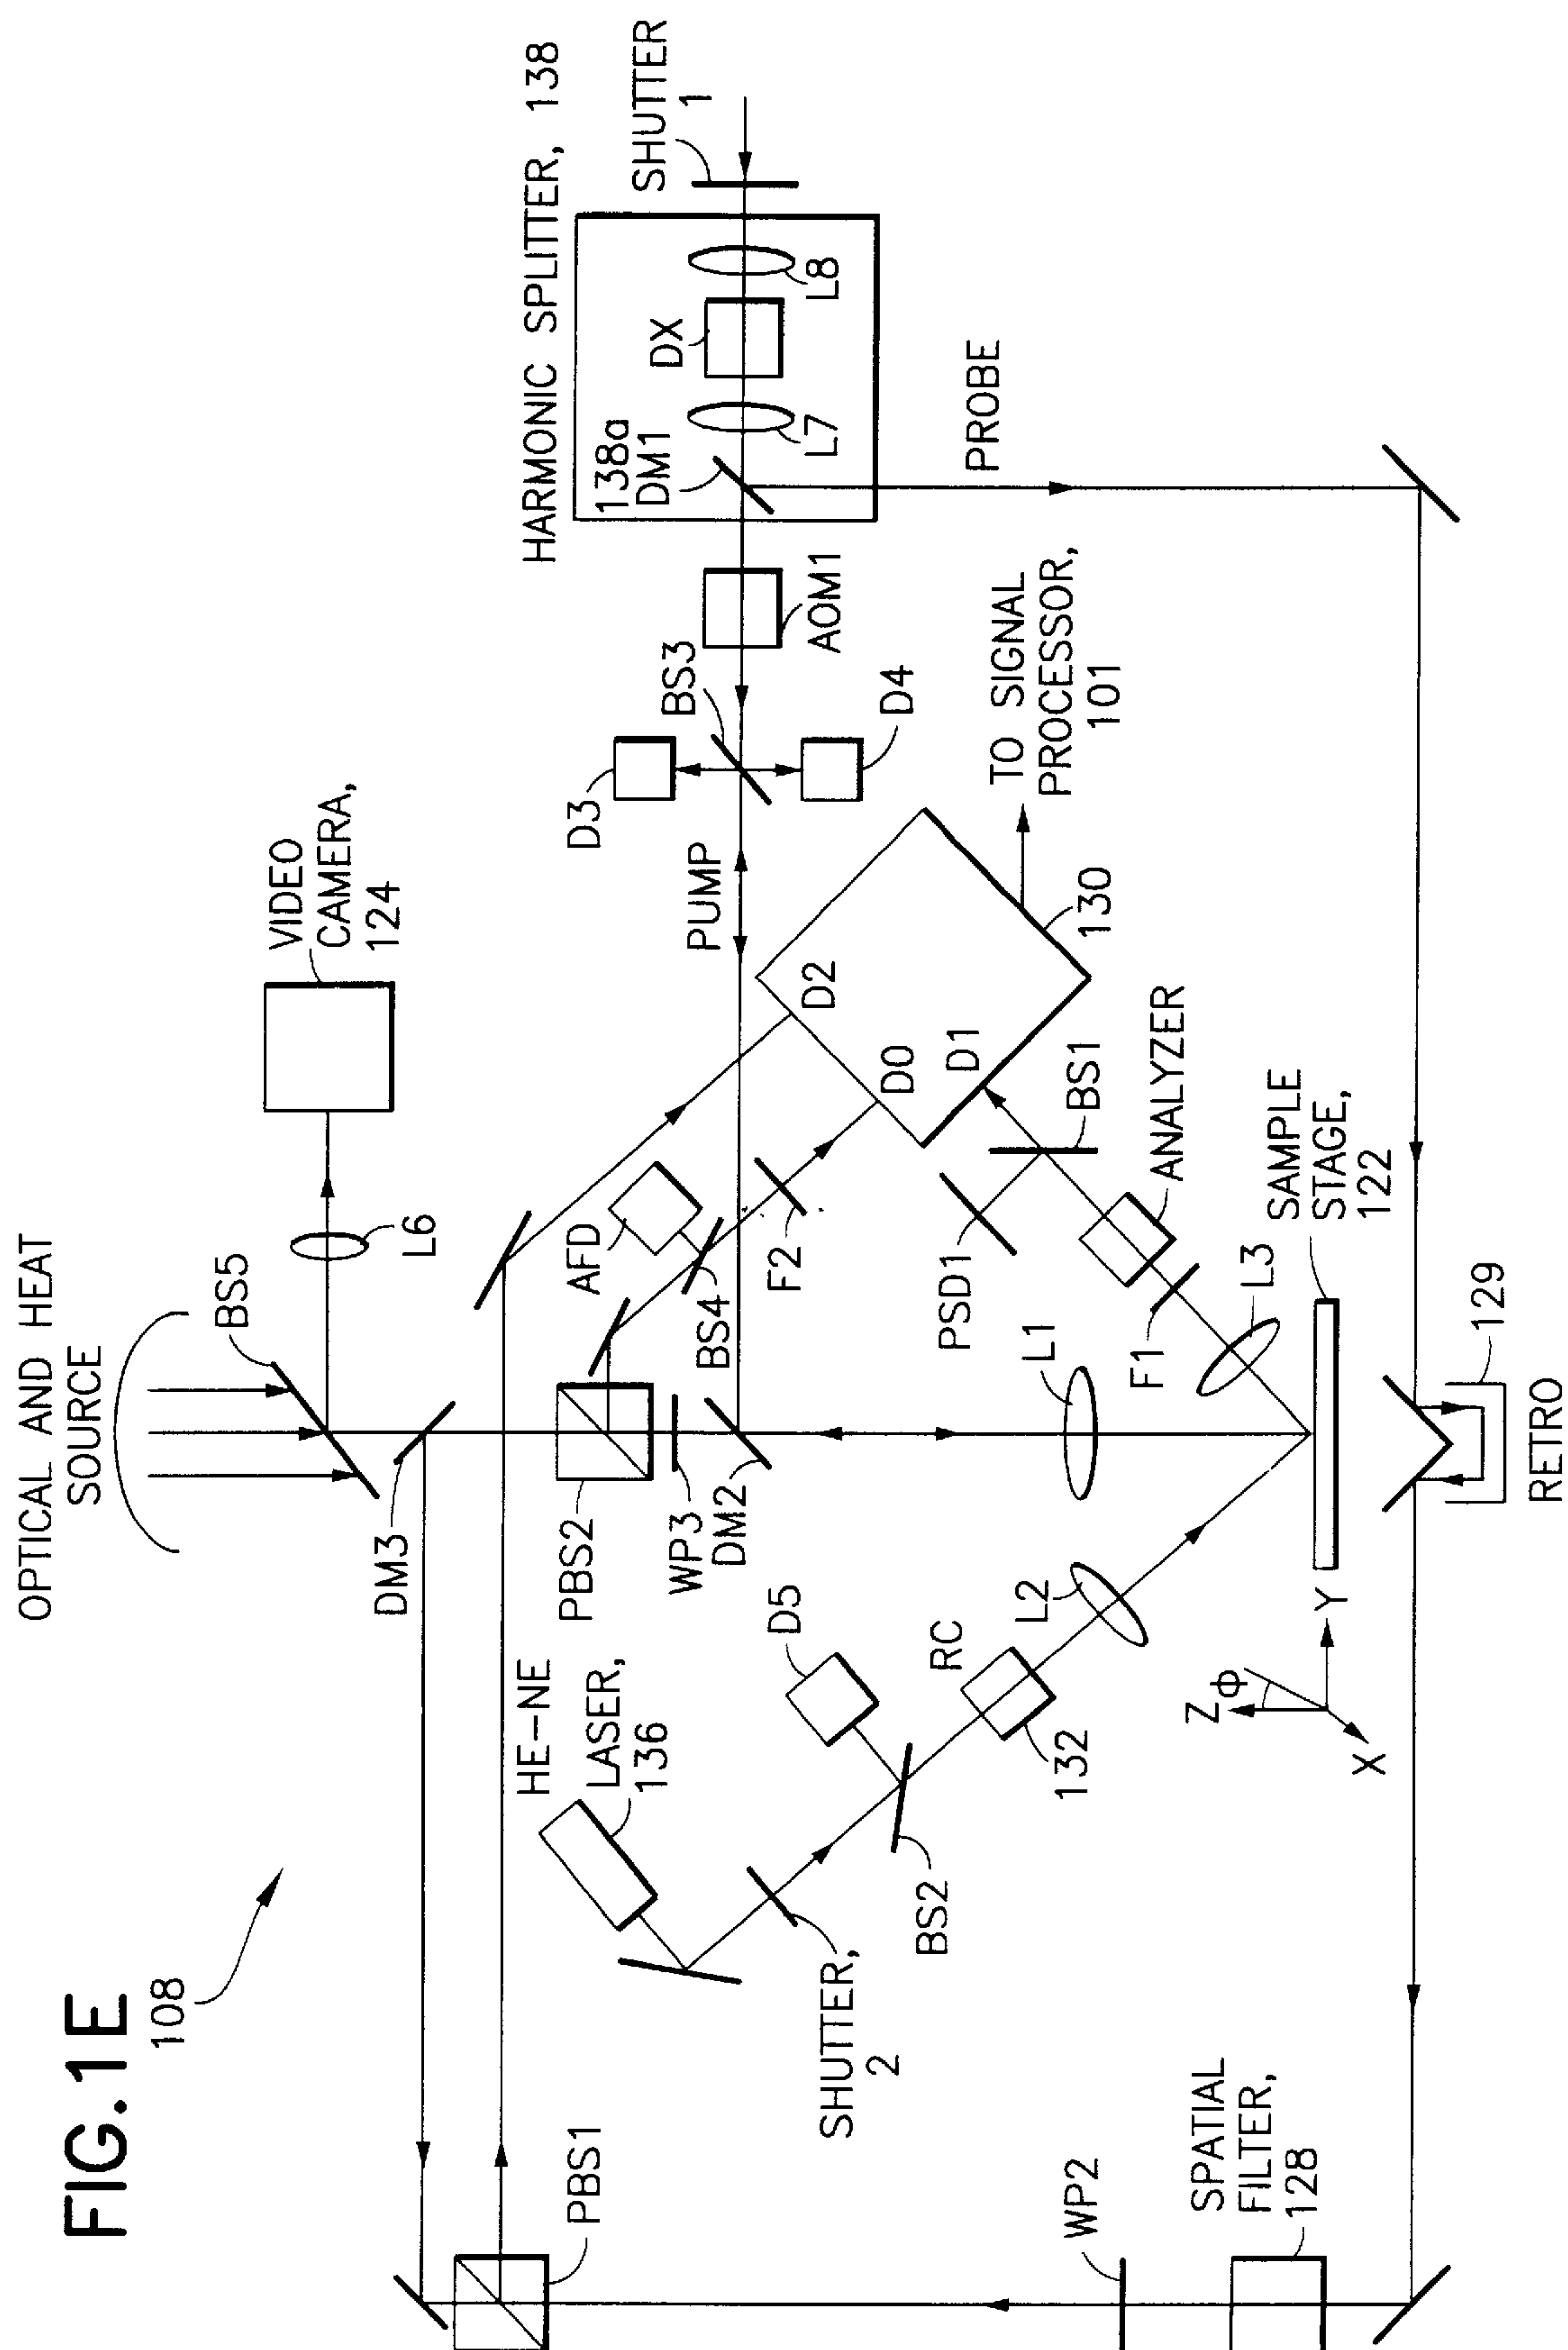 FIG.1E
108
OPTICAL AND HEAT
SOURCE
BS5
VIDEO
CAMERA,
124
L6
DM3
HARMONIC SPLITTER, 138
SHUTTER
1
138a
DM1
DX
L7
L8
AOM1
BS3
D3
D4
PUMP
PROBE
AFD
BS4
F2
PBS2
WP3
DM2
D2
D0
D1
130
TO SIGNAL
PROCESSOR,
101
HE-NE
LASER,
136
D5
SHUTTER,
2
BS2
RC
132
L2
L1
L3
F1
PSD1
BS1
ANALYZER
SAMPLE
STAGE,
122
Z
ϕ
Y
X
129
RETRO
PBS1
WP2
SPATIAL
FILTER,
128